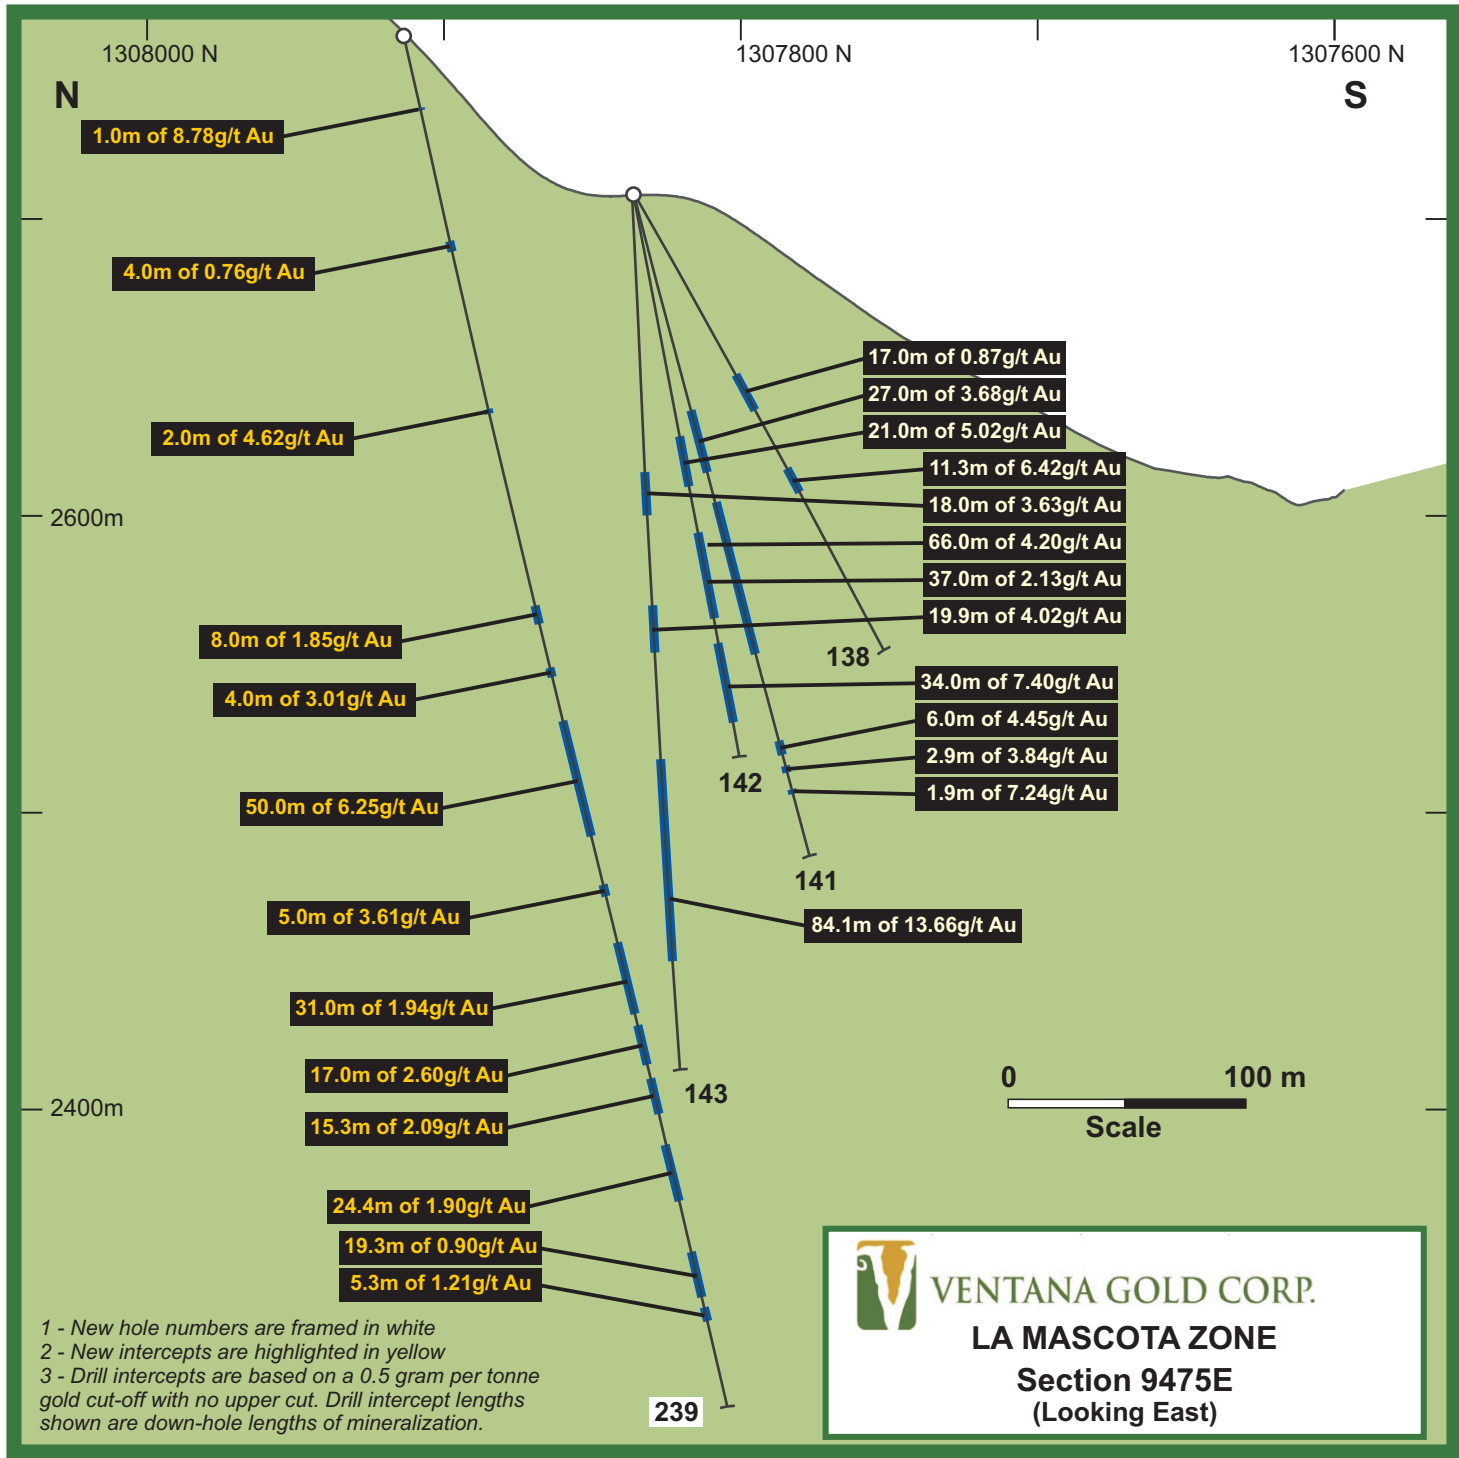 1308000 N
1307800 N
1307600 N
N
S
1.0m of 8.78g/t Au
4.0m of 0.76g/t Au
2.0m of 4.62g/t Au
2600m
8.0m of 1.85g/t Au
4.0m of 3.01g/t Au
50.0m of 6.25g/t Au
5.0m of 3.61g/t Au
31.0m of 1.94g/t Au
17.0m of 2.60g/t Au
2400m
15.3m of 2.09g/t Au
24.4m of 1.90g/t Au
19.3m of 0.90g/t Au
5.3m of 1.21g/t Au
17.0m of 0.87g/t Au
27.0m of 3.68g/t Au
21.0m of 5.02g/t Au
11.3m of 6.42g/t Au
18.0m of 3.63g/t Au
66.0m of 4.20g/t Au
37.0m of 2.13g/t Au
19.9m of 4.02g/t Au
138
34.0m of 7.40g/t Au
6.0m of 4.45g/t Au
2.9m of 3.84g/t Au
1.9m of 7.24g/t Au
142
141
84.1m of 13.66g/t Au
143
239
0
100 m
Scale
1 - New hole numbers are framed in white
2 - New intercepts are highlighted in yellow
3 - Drill intercepts are based on a 0.5 gram per tonne
gold cut-off with no upper cut. Drill intercept lengths
shown are down-hole lengths of mineralization.
VENTANA GOLD CORP.
LA MASCOTA ZONE
Section 9475E
(Looking East)